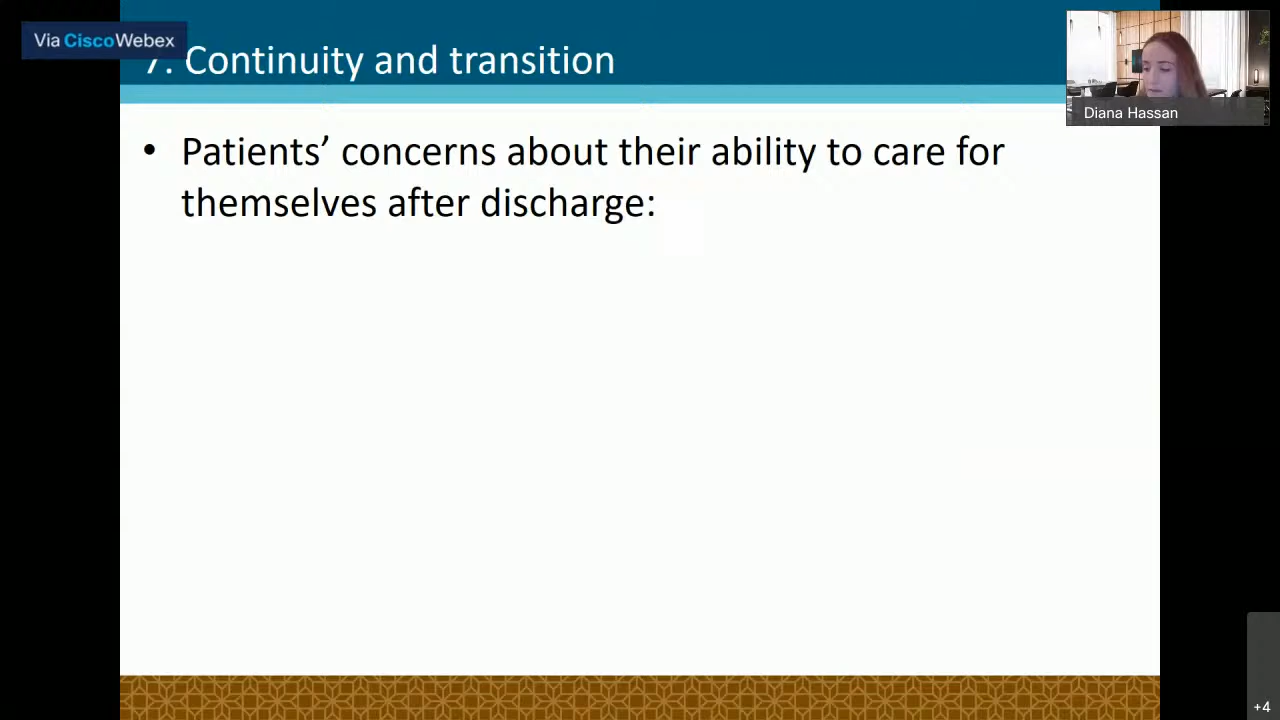 Via CiscoWebex
7. Continuity and transition
Diana Hassan
• Patients’ concerns about their ability to care for
themselves after discharge:
+4